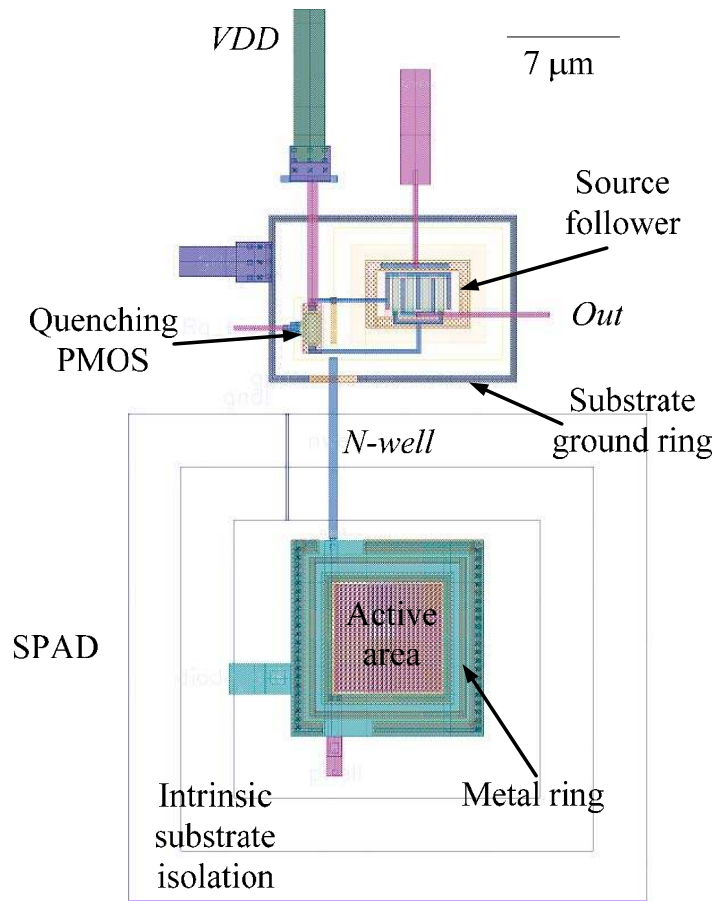 VDD
7 μm
Source
follower
Out
Quenching
PMOS
gnd
Substrate
ground ring
N-well
Active
area
SPAD
Metal ring
Intrinsic
substrate
isolation